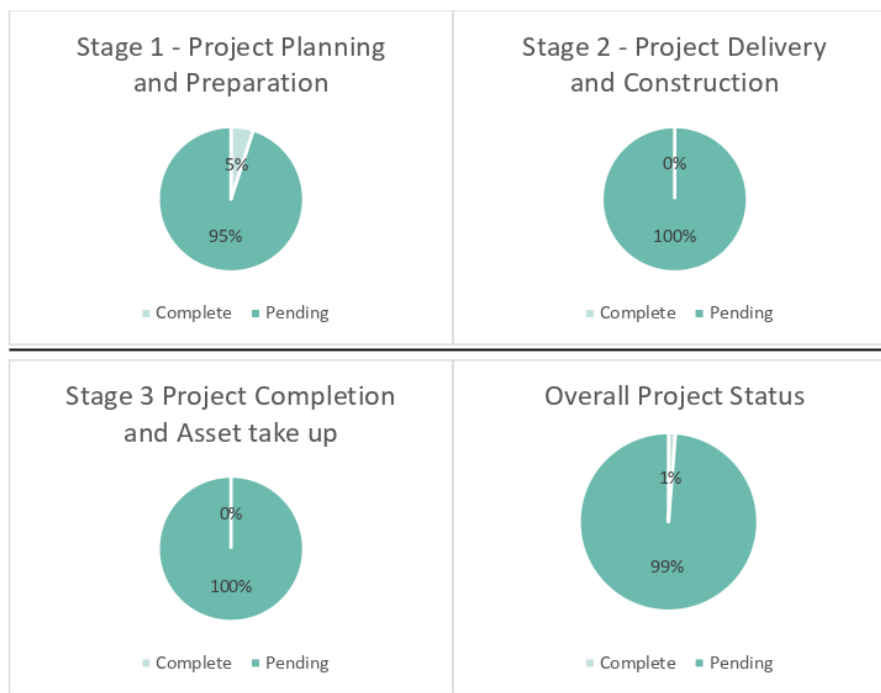 Stage 1 - Project Planning
and Preparation
5%
95%
Complete Pending
Stage 2 - Project Delivery
and Construction
0%
100%
Complete Pending
Stage 3 Project Completion
and Asset take up
0%
100%
Complete Pending
Overall Project Status
1%
99%
Complete Pending